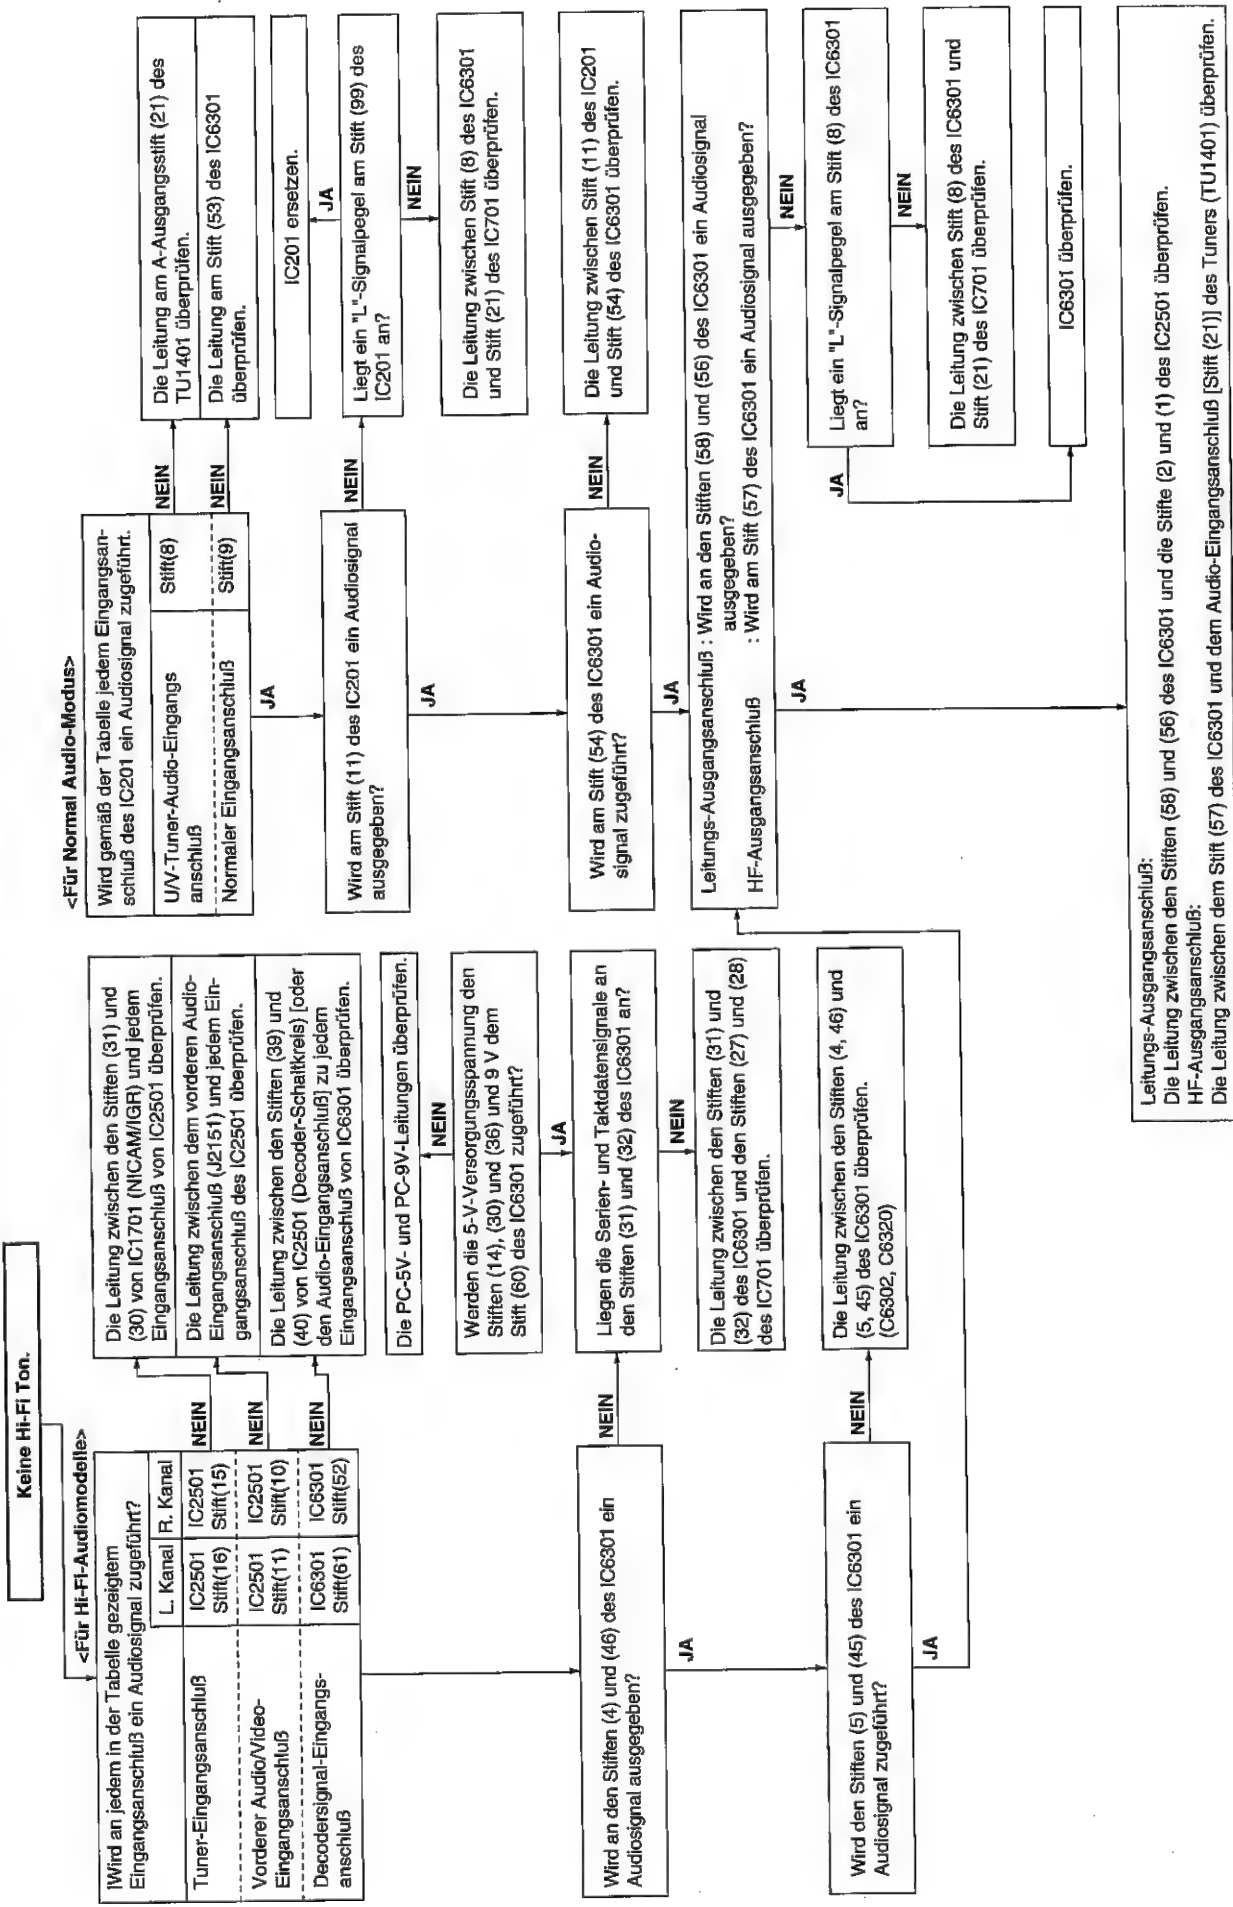 Keine Hi-Fi Ton.
<Für Hi-Fi-Audiomodelle>
IWird an jedem in der Tabelle gezeigtem
Eingangsanschluß ein Audiosignal zugeführt?
L. Kanal
R. Kanal
Tuner-Eingangsanschluß
IC2501
Stift(16)
IC2501
Stift(15)
Vorderer Audio/Video-
Eingangsanschluß
IC2501
Stift(11)
IC2501
Stift(10)
Decodersignal-Eingangs-
anschluß
IC6301
Stift(61)
IC6301
Stift(52)
NEIN
NEIN
NEIN
Die Leitung zwischen den Stiften (31) und
(30) von IC1701 (NICAM/IGR) und jedem
Eingangsanschluß von IC2501 überprüfen.
Die Leitung zwischen dem vorderen Audio-
Eingangsanschluß (J2151) und jedem Ein-
gangsanschluß des IC2501 überprüfen.
Die Leitung zwischen den Stiften (39) und
(40) von IC2501 (Decoder-Schaltkreis) [oder
den Audio-Eingangsanschluß] zu jedem
Eingangsanschluß von IC6301 überprüfen.
Die PC-5V- und PC-9V-Leitungen überprüfen.
NEIN
Werden die 5-V-Versorgungsspannung den
Stiften (14), (30) und (36) und 9 V dem
Stift (60) des IC6301 zugeführt?
JA
Wird an den Stiften (4) und (46) des IC6301 ein
Audiosignal ausgegeben?
NEIN
Liegen die Serien- und Taktdatensignale an
den Stiften (31) und (32) des IC6301 an?
NEIN
Die Leitung zwischen den Stiften (31) und
(32) des IC6301 und den Stiften (27) und (28)
des IC701 überprüfen.
JA
Wird den Stiften (5) und (45) des IC6301 ein
Audiosignal zugeführt?
NEIN
Die Leitung zwischen den Stiften (4, 46) und
(5, 45) des IC6301 überprüfen.
(C6302, C6320)
JA
<Für Normal Audio-Modus>
Wird gemäß der Tabelle jedem Eingangsan-
schluß des IC201 ein Audiosignal zugeführt.
U/V-Tuner-Audio-Eingangs
anschluß
Stift(8)
Normaler Eingangsanschluß
Stift(9)
NEIN
NEIN
Die Leitung am A-Ausgangsstift (21) des
TU1401 überprüfen.
Die Leitung am Stift (53) des IC6301
überprüfen.
JA
IC201 ersetzen.
JA
Wird am Stift (11) des IC201 ein Audiosignal
ausgegeben?
NEIN
Liegt ein "L"-Signalpegel am Stift (99) des
IC201 an?
NEIN
Die Leitung zwischen Stift (8) des IC6301
und Stift (21) des IC701 überprüfen.
JA
Wird am Stift (54) des IC6301 ein Audio-
signal zugeführt?
NEIN
Die Leitung zwischen Stift (11) des IC201
und Stift (54) des IC6301 überprüfen.
JA
Leitungs-Ausgangsanschluß : Wird an den Stiften (58) und (56) des IC6301 ein Audiosignal
ausgegeben?
HF-Ausgangsanschluß : Wird am Stift (57) des IC6301 ein Audiosignal ausgegeben?
NEIN
Liegt ein "L"-Signalpegel am Stift (8) des IC6301
an?
NEIN
Die Leitung zwischen Stift (8) des IC6301 und
Stift (21) des IC701 überprüfen.
JA
IC6301 überprüfen.
JA
Leitungs-Ausgangsanschluß:
Die Leitung zwischen den Stiften (58) und (56) des IC6301 und die Stifte (2) und (1) des IC2501 überprüfen.
HF-Ausgangsanschluß:
Die Leitung zwischen dem Stift (57) des IC6301 und dem Audio-Eingangsanschluß [Stift (21)] des Tuners (TU1401) überprüfen.